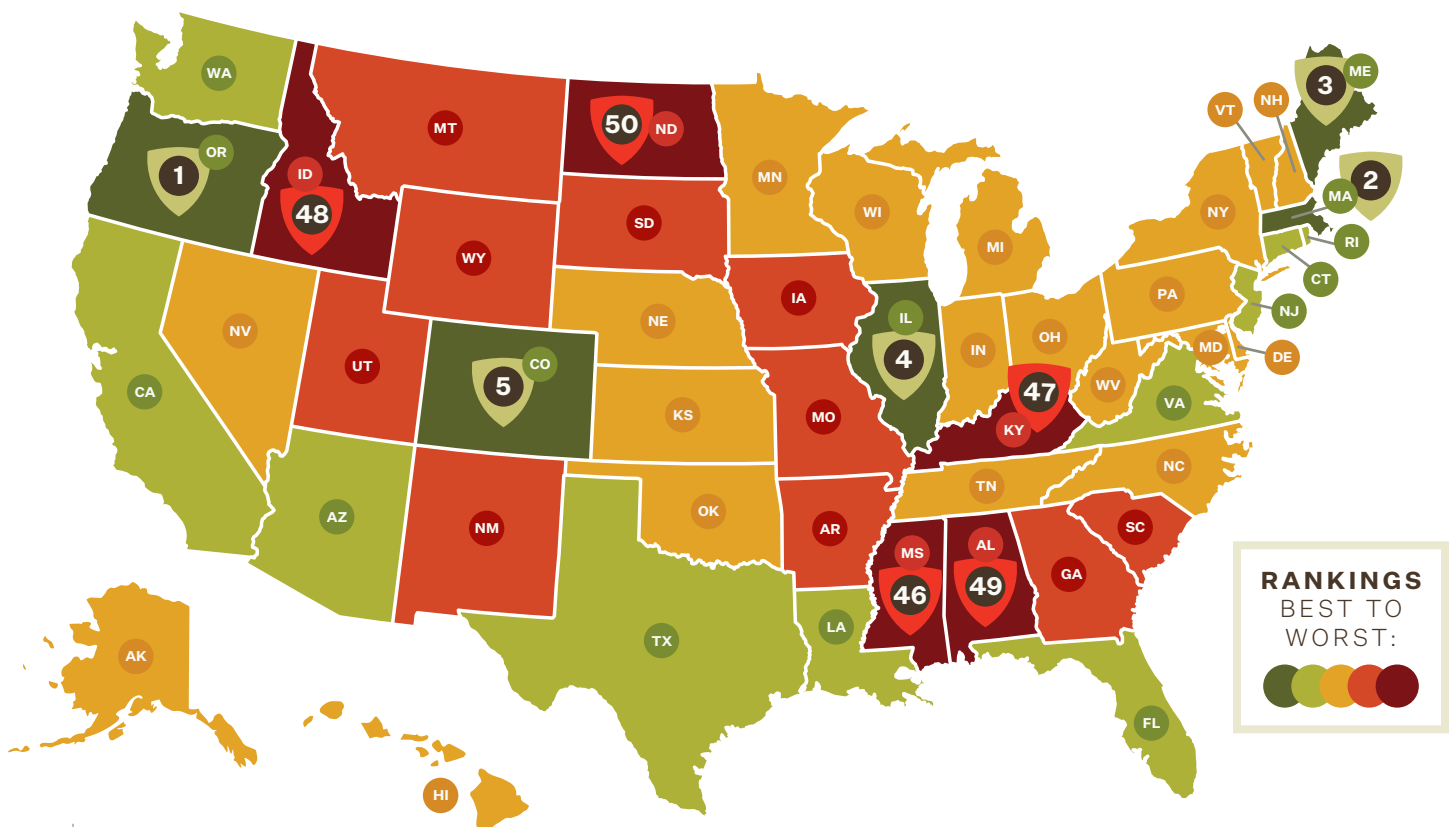 WA
OR
1
ID
48
MT
50
ND
MN
WI
MI
VT
NH
3
ME
2
MA
RI
CT
NJ
NY
PA
SD
WY
IA
NE
NV
UT
CA
5
CO
IL
4
IN
OH
47
KY
WV
MD
DE
VA
KS
MO
TN
NC
AZ
NM
OK
AR
MS
46
AL
49
GA
SC
TX
LA
FL
AK
HI
RANKINGS
BEST TO
WORST: